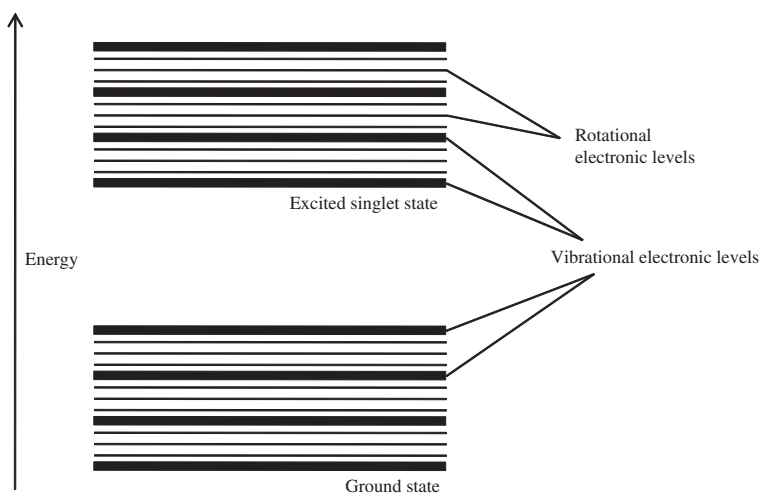 Rotational
electronic levels
Excited singlet state
Energy
Vibrational electronic levels
Ground state